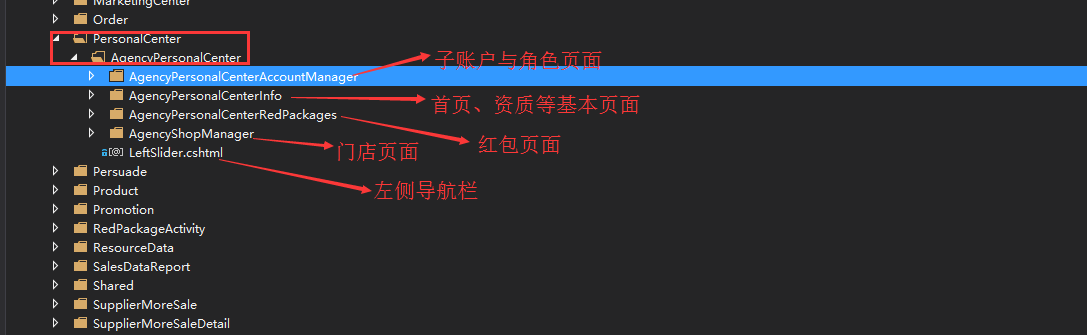 MarketingCenter
Order
PersonalCenter
AgencyPersonalCenter
AgencyPersonalCenterAccountManager 子账户与角色页面
AgencyPersonalCenterInfo 首页、资质等基本页面
AgencyPersonalCenterRedPackages 红包页面
AgencyShopManager 门店页面
LeftSlider.cshtml 左侧导航栏
Persuade
Product
Promotion
RedPackageActivity
ResourceData
SalesDataReport
Shared
SupplierMoreSale
SupplierMoreSaleDetail